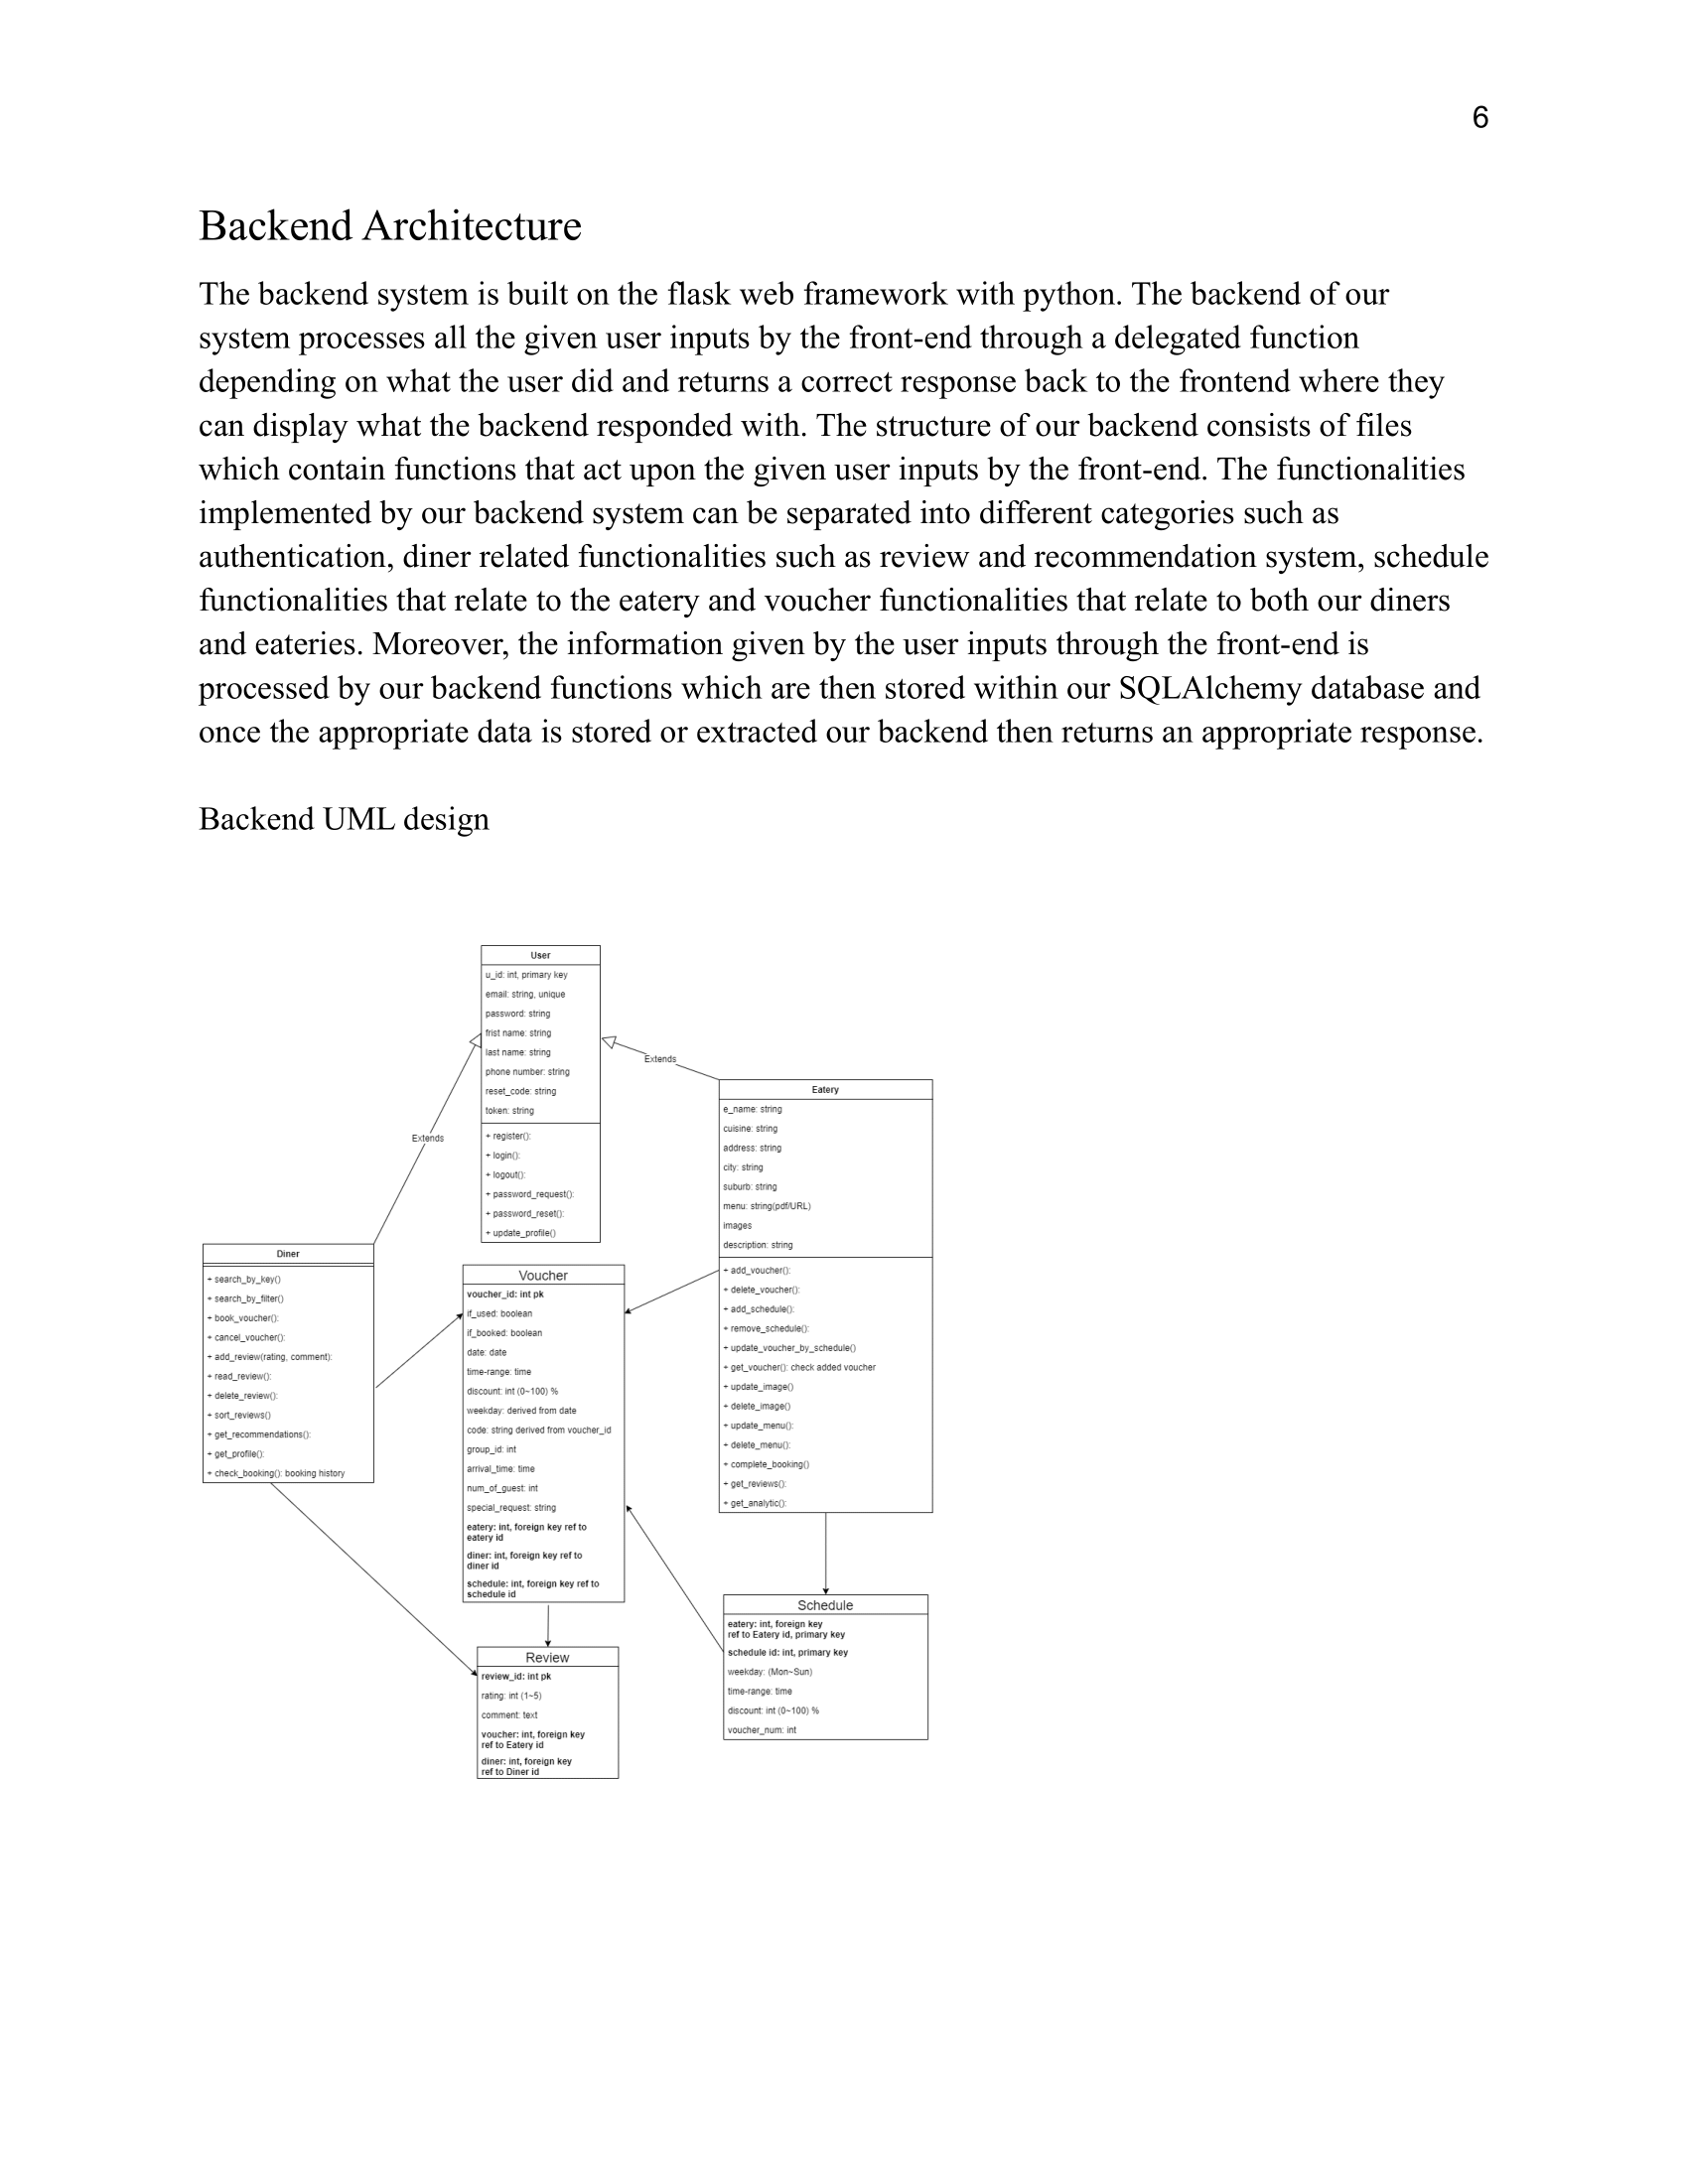 6
Backend Architecture
The backend system is built on the flask web framework with python. The backend of our
system processes all the given user inputs by the front-end through a delegated function
depending on what the user did and returns a correct response back to the frontend where they
can display what the backend responded with. The structure of our backend consists of files
which contain functions that act upon the given user inputs by the front-end. The functionalities
implemented by our backend system can be separated into different categories such as
authentication, diner related functionalities such as review and recommendation system, schedule
functionalities that relate to the eatery and voucher functionalities that relate to both our diners
and eateries. Moreover, the information given by the user inputs through the front-end is
processed by our backend functions which are then stored within our SQLAlchemy database and
once the appropriate data is stored or extracted our backend then returns an appropriate response.
Backend UML design
User
u_id: int, primary key
email: string, unique
password: string
frist name: string
last name: string
phone number: string
reset_code: string
token: string
+ register():
+ login():
+ logout():
+ password_request():
+ password_reset():
+ update_profile()
Extends
Extends
Eatery
e_name: string
cuisine: string
address: string
city: string
suburb: string
menu: string(pdf/URL)
images
description: string
+ add_voucher():
+ delete_voucher():
+ add_schedule():
+ remove_schedule():
+ update_voucher_by_schedule()
+ get_voucher(): check added voucher
+ update_image()
+ delete_image()
+ update_menu():
+ delete_menu():
+ complete_booking()
+ get_reviews():
+ get_analytic():
Diner
+ search_by_key()
+ search_by_filter()
+ book_voucher():
+ cancel_voucher():
+ add_review(rating, comment):
+ read_review():
+ delete_review():
+ sort_reviews()
+ get_recommendations():
+ get_profile():
+ check_booking(): booking history
Voucher
voucher_id: int pk
if_used: boolean
if_booked: boolean
date: date
time-range: time
discount: int (0~100) %
weekday: derived from date
code: string derived from voucher_id
group_id: int
arrival_time: time
num_of_guest: int
special_request: string
eatery: int, foreign key ref to
eatery id
diner: int, foreign key ref to
diner id
schedule: int, foreign key ref to
schedule id
Schedule
eatery: int, foreign key
ref to Eatery id, primary key
schedule id: int, primary key
weekday: (Mon~Sun)
time-range: time
discount: int (0~100) %
voucher_num: int
Review
review_id: int pk
rating: int (1~5)
comment: text
voucher: int, foreign key
ref to Eatery id
diner: int, foreign key
ref to Diner id